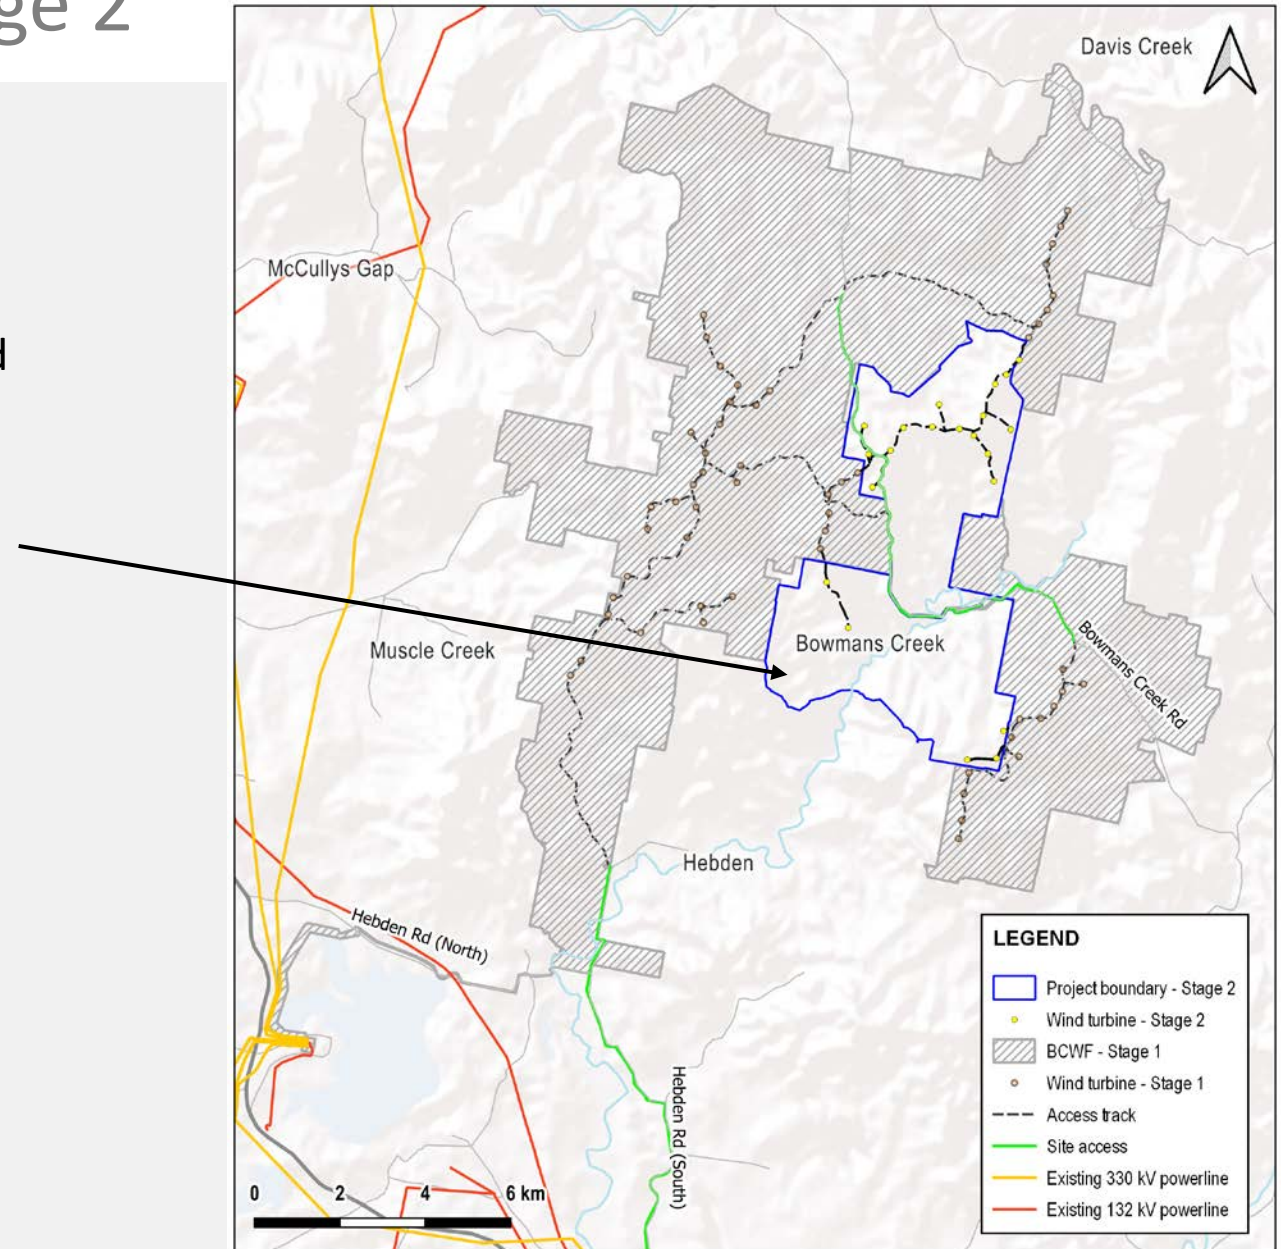 ge 2
Davis Creek
McCullys Gap
Muscle Creek
Bowmans Creek
Bowmans Creek Rd
Hebden
Hebden Rd (North)
Hebden Rd (South)
LEGEND
Project boundary - Stage 2
Wind turbine - Stage 2
BCWF - Stage 1
Wind turbine - Stage 1
Access track
Site access
Existing 330 kV powerline
Existing 132 kV powerline
0 2 4 6 km